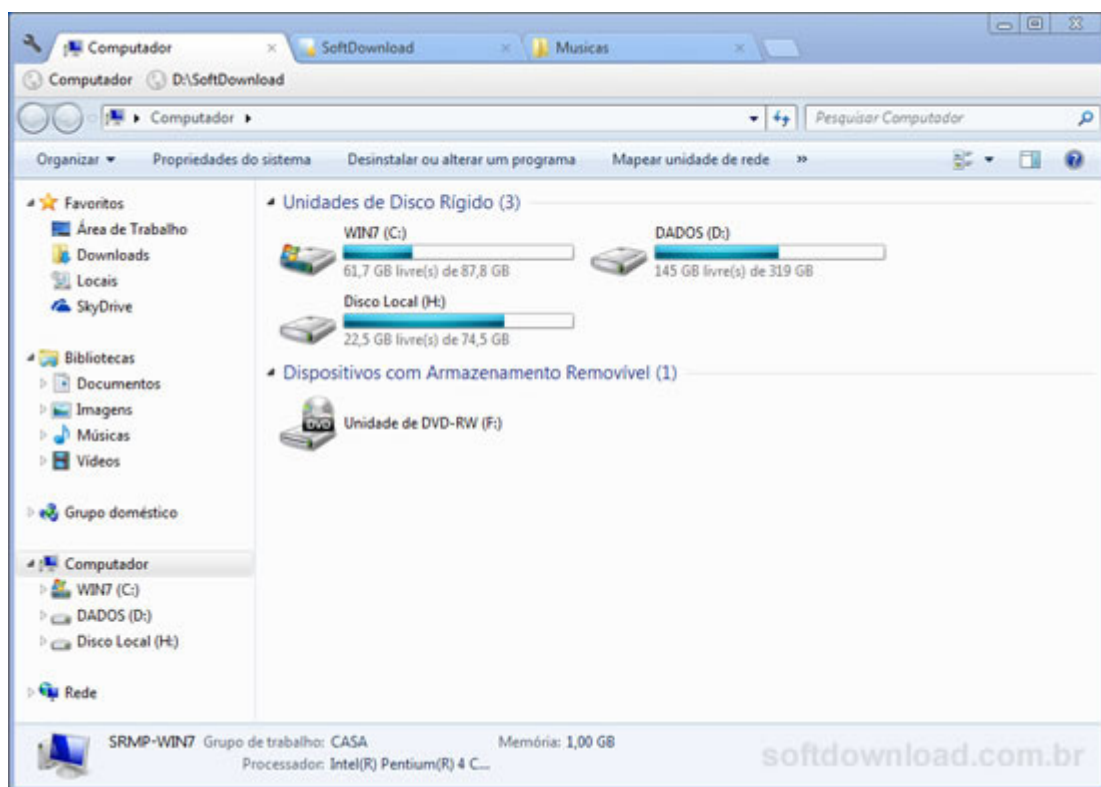 Computador
SoftDownload
Musicas
Computador D:\SoftDownload
Computador
Pesquisar Computador
Organizar Propriedades do sistema Desinstalar ou alterar um programa Mapear unidade de rede »
Favoritos
Área de Trabalho
Downloads
Locais
SkyDrive
Bibliotecas
Documentos
Imagens
Músicas
Vídeos
Grupo doméstico
Computador
WIN7 (C:)
DADOS (D:)
Disco Local (H:)
Rede
Unidades de Disco Rígido (3)
WIN7 (C:)
61,7 GB livre(s) de 87,8 GB
DADOS (D:)
145 GB livre(s) de 319 GB
Disco Local (H:)
22,5 GB livre(s) de 74,5 GB
Dispositivos com Armazenamento Removível (1)
DVD
Unidade de DVD-RW (F:)
SRMP-WIN7 Grupo de trabalho: CASA Memória: 1,00 GB
Processador: Intel(R) Pentium(R) 4 C...
softdownload.com.br